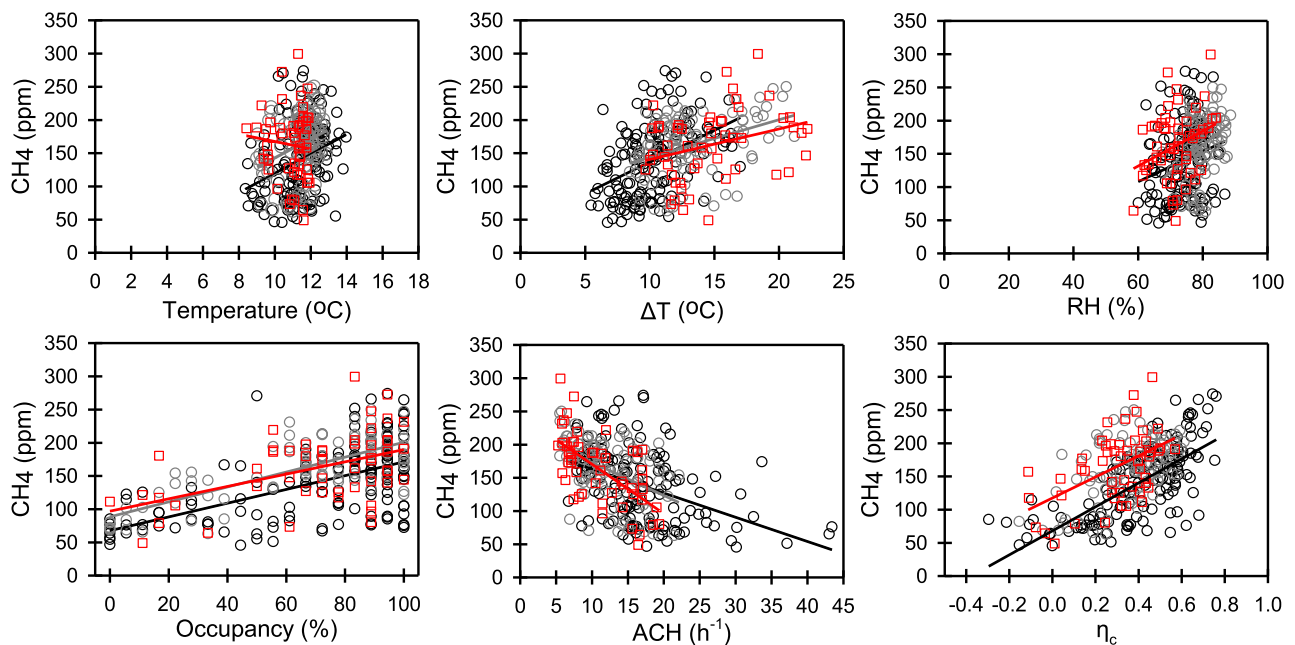 350
300
250
200
150
100
50
0
CH4 (ppm)
0 2 4 6 8 10 12 14 16 18
Temperature (ºC)
350
300
250
200
150
100
50
0
CH4 (ppm)
0 5 10 15 20 25
ΔT (ºC)
350
300
250
200
150
100
50
0
CH4 (ppm)
0 20 40 60 80 100
RH (%)
350
300
250
200
150
100
50
0
CH4 (ppm)
0 20 40 60 80 100
Occupancy (%)
350
300
250
200
150
100
50
0
CH4 (ppm)
0 5 10 15 20 25 30 35 40 45
ACH (h⁻¹)
350
300
250
200
150
100
50
0
CH4 (ppm)
-0.4 -0.2 0.0 0.2 0.4 0.6 0.8 1.0
η꜀